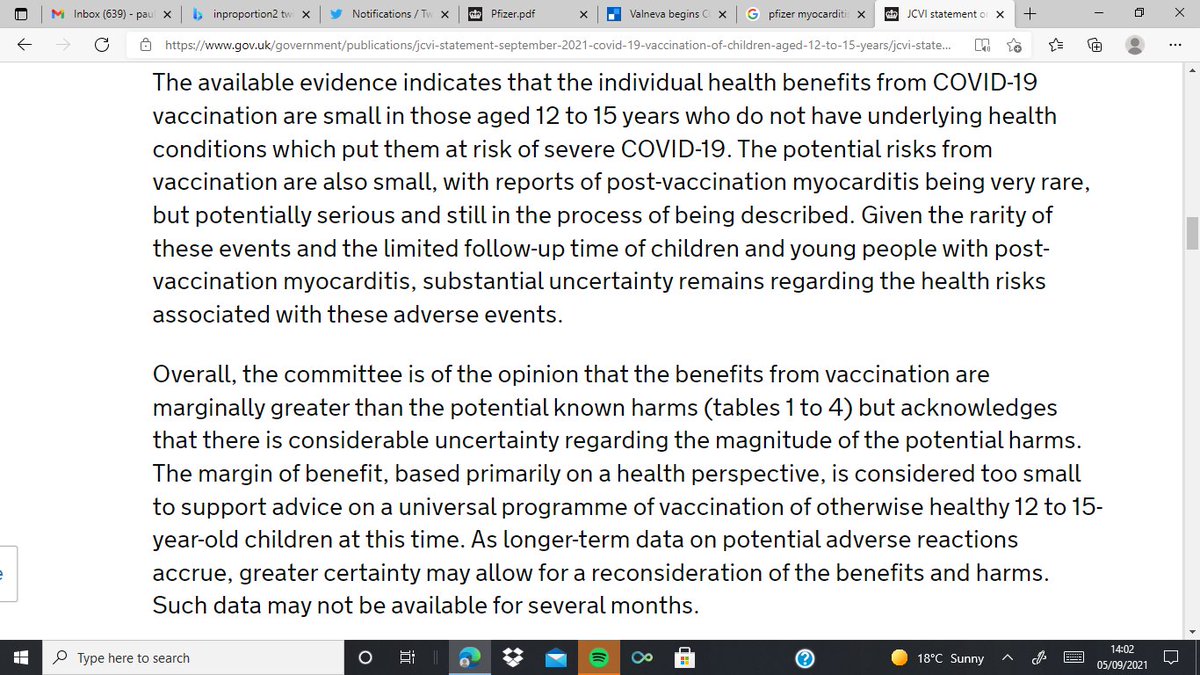 Inbox (639) - pau
inproportion2 twi
Notifications / Tw
Pfizer.pdf
Valneva begins C
pfizer myocarditi
JCVI statement o
https://www.gov.uk/government/publications/jcvi-statement-september-2021-covid-19-vaccination-of-children-aged-12-to-15-years/jcvi-state...
The available evidence indicates that the individual health benefits from COVID-19
vaccination are small in those aged 12 to 15 years who do not have underlying health
conditions which put them at risk of severe COVID-19. The potential risks from
vaccination are also small, with reports of post-vaccination myocarditis being very rare,
but potentially serious and still in the process of being described. Given the rarity of
these events and the limited follow-up time of children and young people with post-
vaccination myocarditis, substantial uncertainty remains regarding the health risks
associated with these adverse events.
Overall, the committee is of the opinion that the benefits from vaccination are
marginally greater than the potential known harms (tables 1 to 4) but acknowledges
that there is considerable uncertainty regarding the magnitude of the potential harms.
The margin of benefit, based primarily on a health perspective, is considered too small
to support advice on a universal programme of vaccination of otherwise healthy 12 to 15-
year-old children at this time. As longer-term data on potential adverse reactions
accrue, greater certainty may allow for a reconsideration of the benefits and harms.
Such data may not be available for several months.
Type here to search
18°C Sunny
14:02
05/09/2021